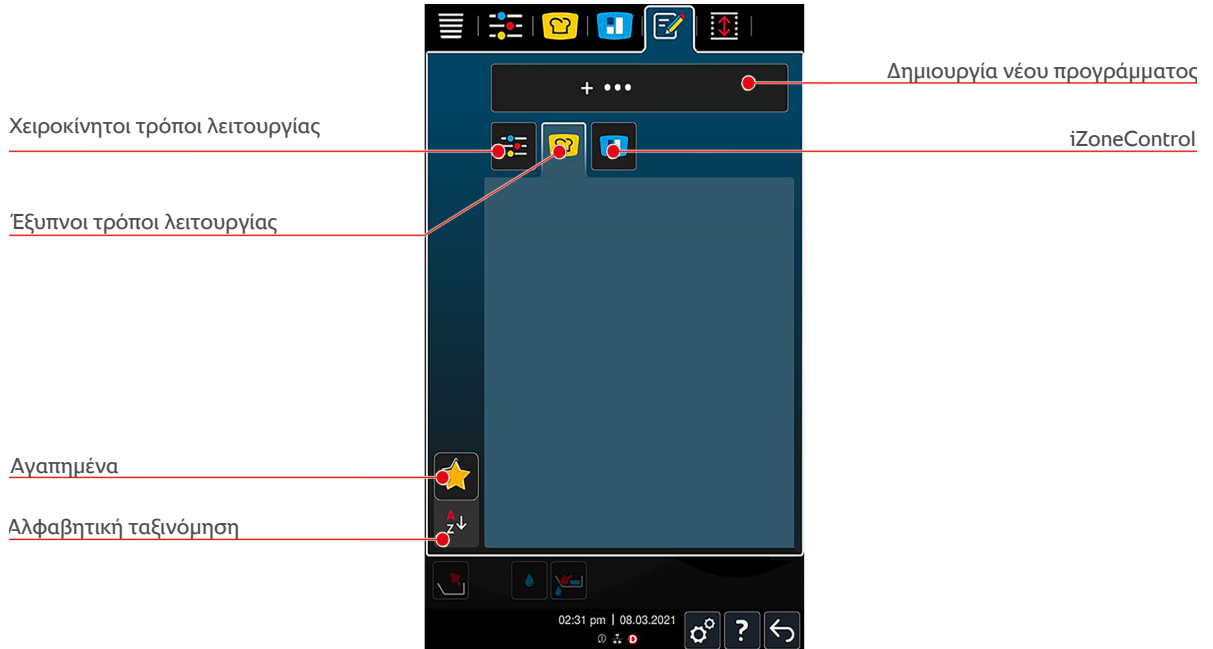 Δημιουργία νέου προγράμματος
+ •••
Χειροκίνητοι τρόποι λειτουργίας
iZoneControl
Έξυπνοι τρόποι λειτουργίας
Αγαπημένα
Αλφαβητική ταξινόμηση
A
Z
02:31 pm | 08.03.2021
D
?